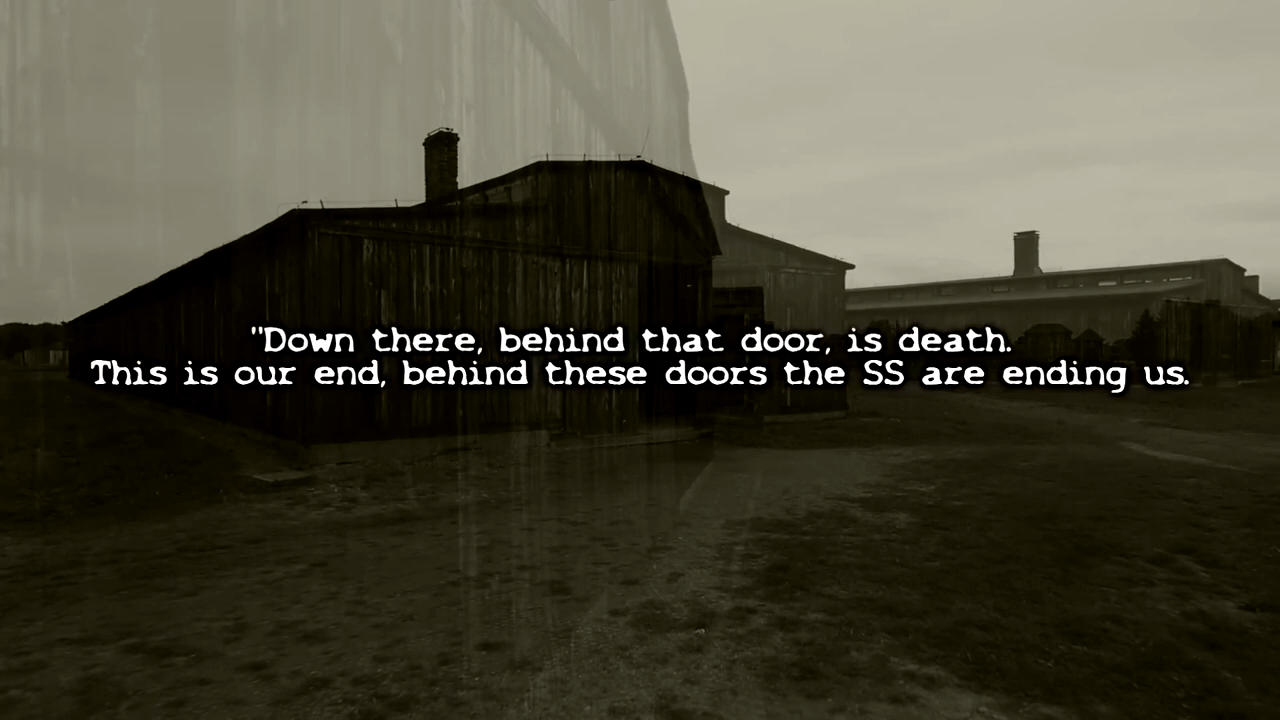 "Down there, behind that door, is death.
This is our end, behind these doors the SS are ending us.